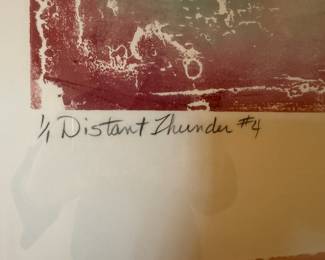 1/1 Distant Thunder #4